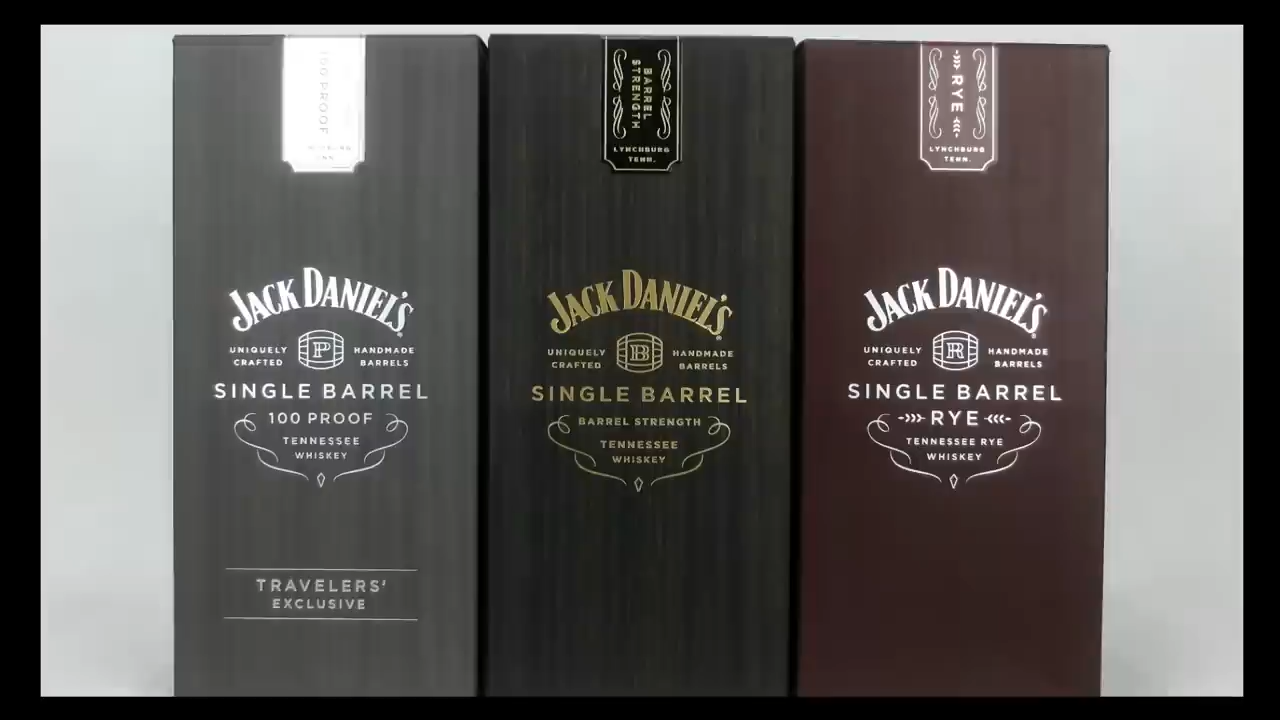 100 PROOF
JACK DANIEL'S
UNIQUELY CRAFTED
P
HANDMADE BARRELS
SINGLE BARREL
100 PROOF
TENNESSEE
WHISKEY
TRAVELERS'
EXCLUSIVE
BARREL
STRENGTH
LYNCHBURG
TENN.
JACK DANIEL'S
UNIQUELY CRAFTED
B
HANDMADE BARRELS
SINGLE BARREL
BARREL STRENGTH
TENNESSEE
WHISKEY
RYE
LYNCHBURG
TENN.
JACK DANIEL'S
UNIQUELY CRAFTED
R
HANDMADE BARRELS
SINGLE BARREL
RYE
TENNESSEE RYE
WHISKEY